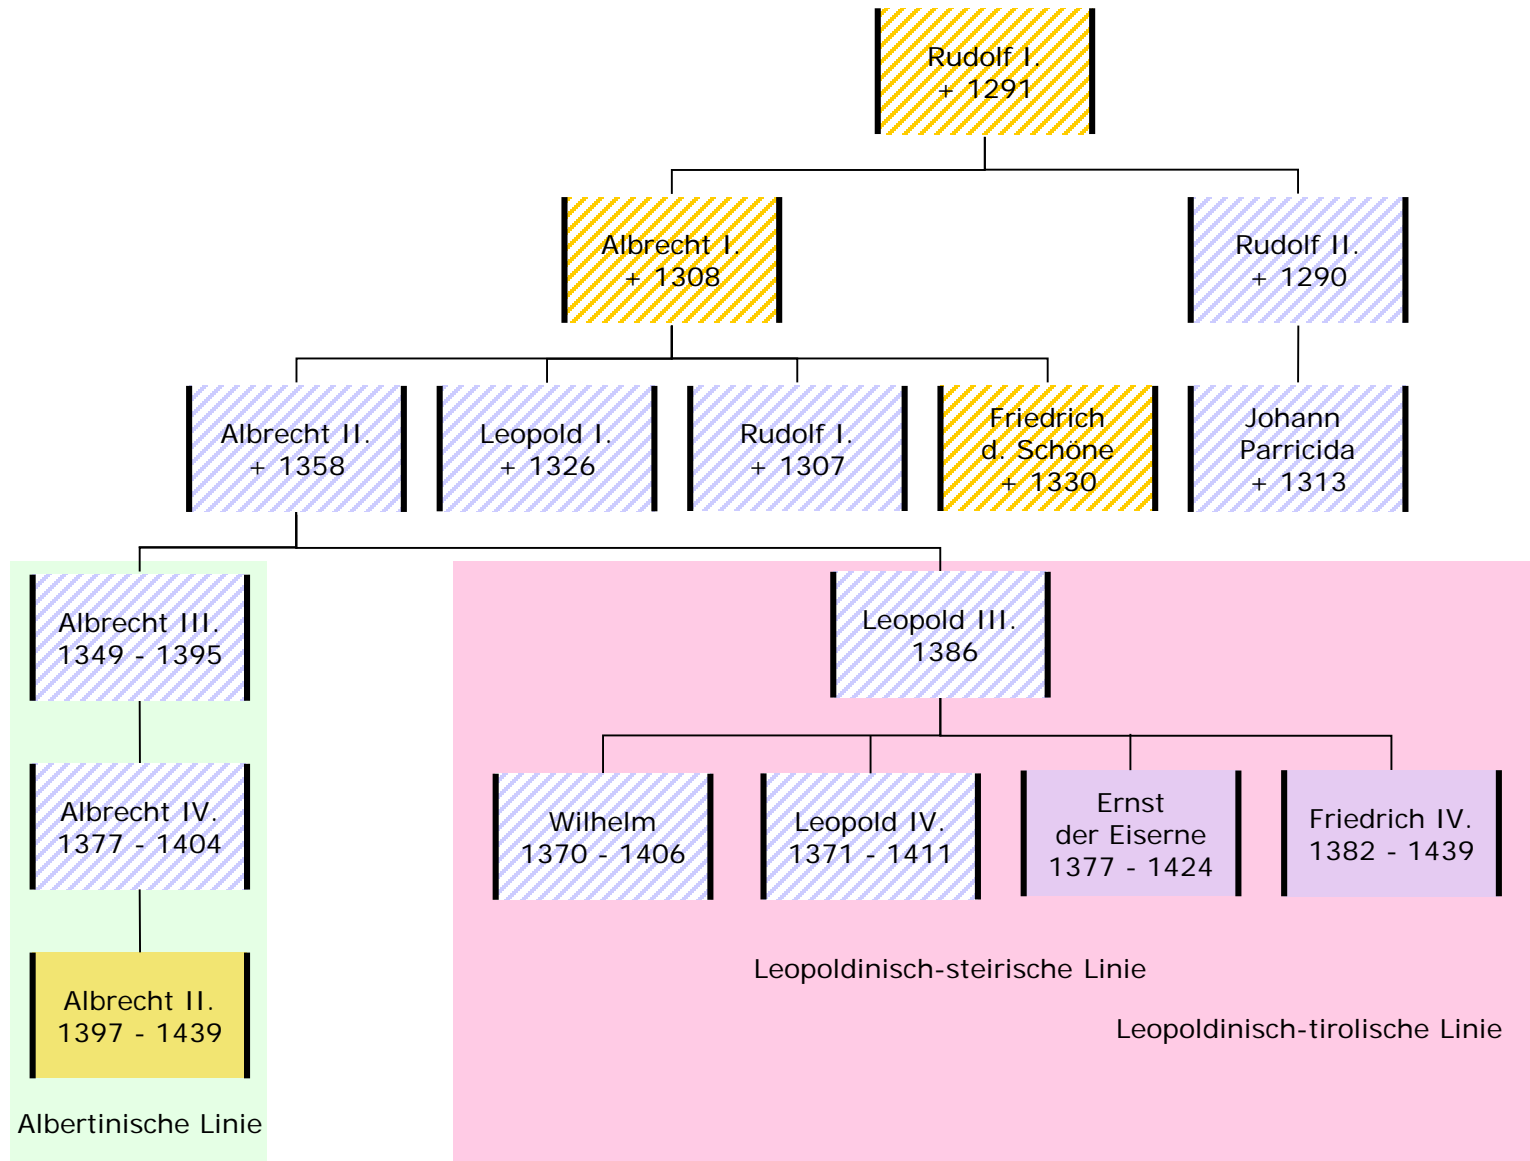 Rudolf I.
+ 1291
Albrecht I.
+ 1308
Rudolf II.
+ 1290
Albrecht II.
+ 1358
Leopold I.
+ 1326
Rudolf I.
+ 1307
Friedrich
d. Schöne
+ 1330
Johann
Parricida
+ 1313
Albrecht III.
1349 - 1395
Leopold III.
1386
Albrecht IV.
1377 - 1404
Wilhelm
1370 - 1406
Leopold IV.
1371 - 1411
Ernst
der Eiserne
1377 - 1424
Friedrich IV.
1382 - 1439
Albrecht II.
1397 - 1439
Leopoldinisch-steirische Linie
Leopoldinisch-tirolische Linie
Albertinische Linie